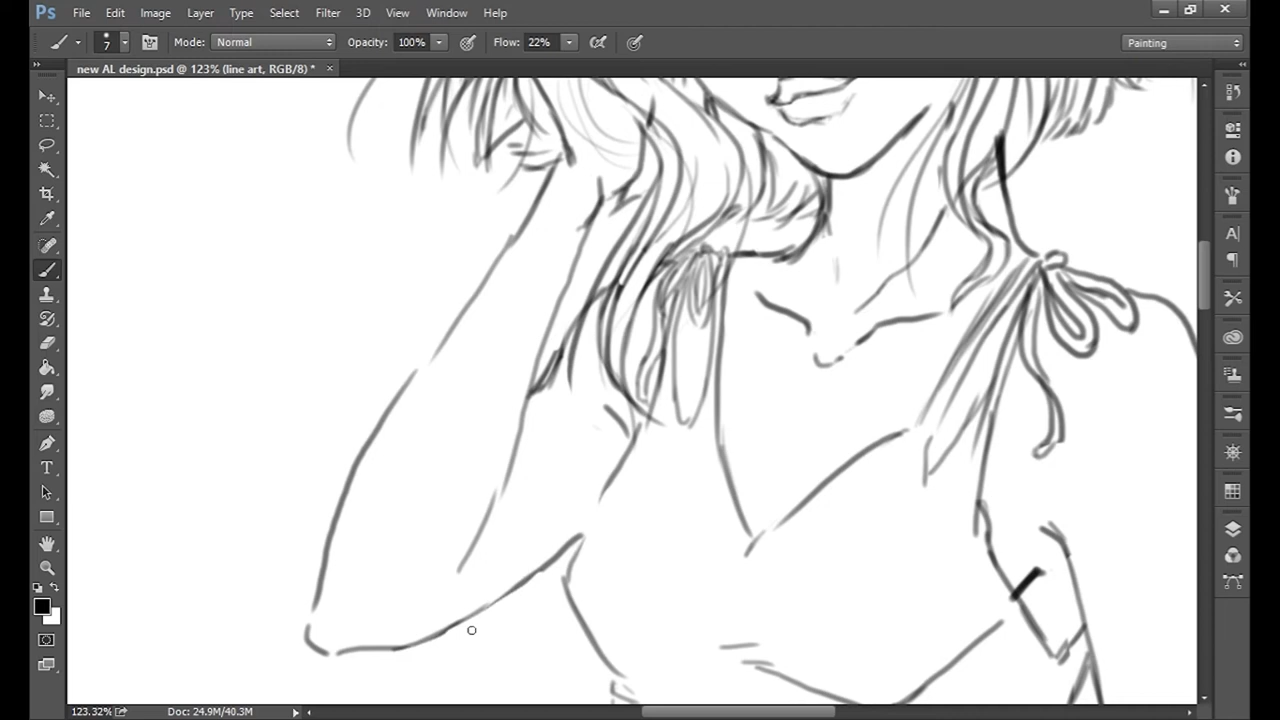 Ps File Edit Image Layer Type Select Filter 3D View Window Help
7 Mode: Normal Opacity: 100% Flow: 22% Painting
new AL design.psd @ 123% (line art, RGB/8) * ×
123.32% Doc: 24.9M/40.3M